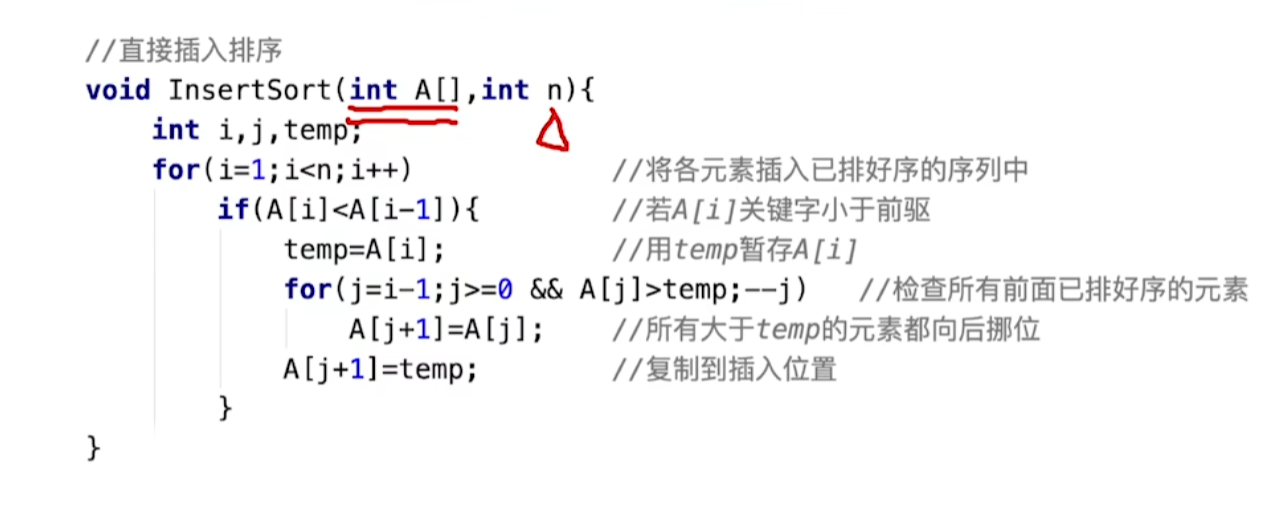 //直接插入排序
void InsertSort(int A[],int n){
int i,j,temp;
for(i=1;i<n;i++) //将各元素插入已排好序的序列中
if(A[i]<A[i-1]){ //若A[i]关键字小于前驱
temp=A[i]; //用temp暂存A[i]
for(j=i-1;j>=0 && A[j]>temp;--j) //检查所有前面已排好序的元素
A[j+1]=A[j]; //所有大于temp的元素都向后挪位
A[j+1]=temp; //复制到插入位置
}
}